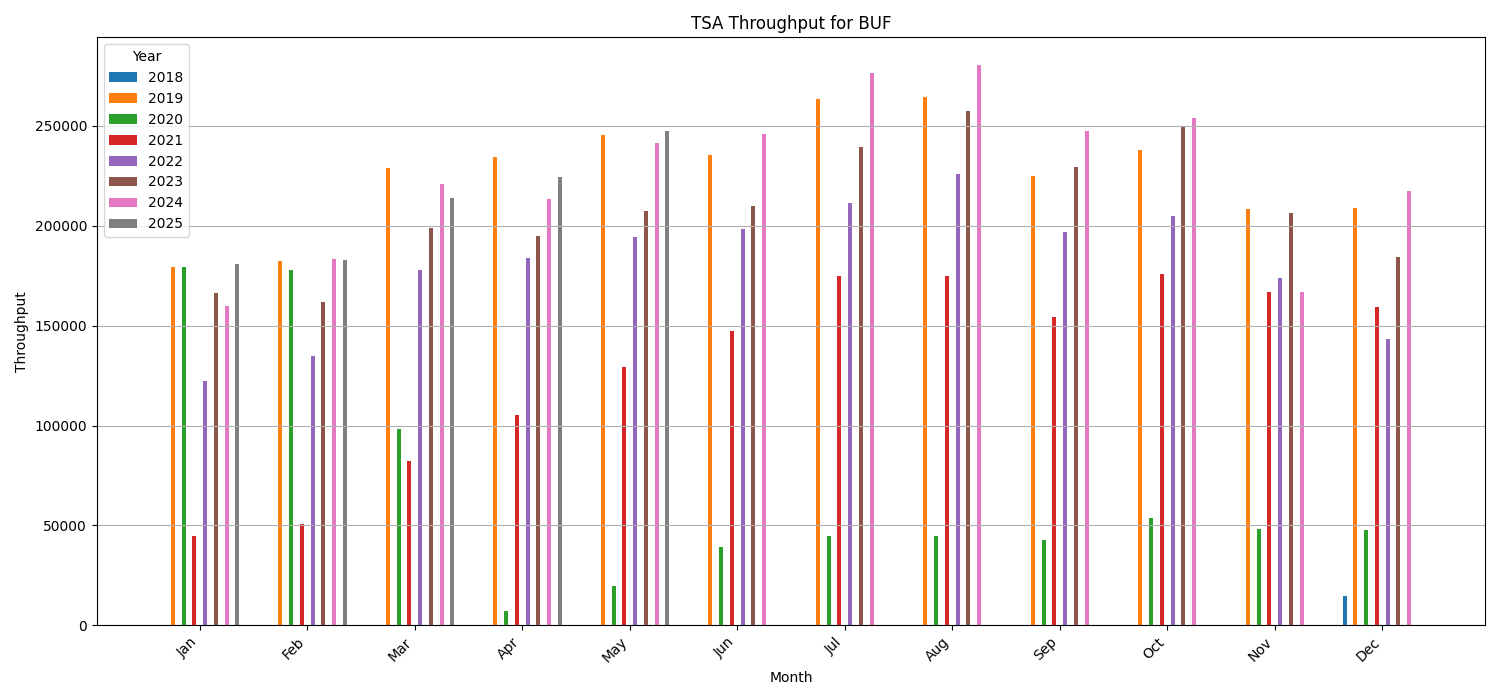 TSA Throughput for BUF
Year
2018
2019
2020
2021
2022
2023
2024
2025
Throughput
250000
200000
150000
100000
50000
0
Jan
Feb
Mar
Apr
May
Jun
Jul
Aug
Sep
Oct
Nov
Dec
Month